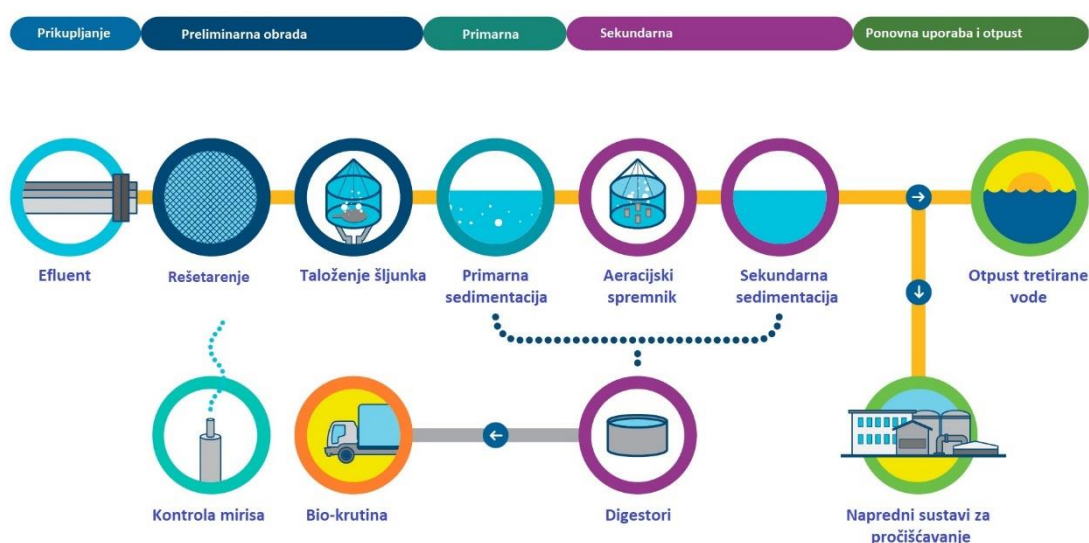 Prikupljanje
Preliminarna obrada
Primarna
Sekundarna
Ponovna uporaba i otpust
Efluent
Rešetarenje
Taloženje šljunka
Primarna
sedimentacija
Aeracijski
spremnik
Sekundarna
sedimentacija
Otpust tretirane
vode
Kontrola mirisa
Bio-krutina
Digestori
Napredni sustavi za
pročišćavanje